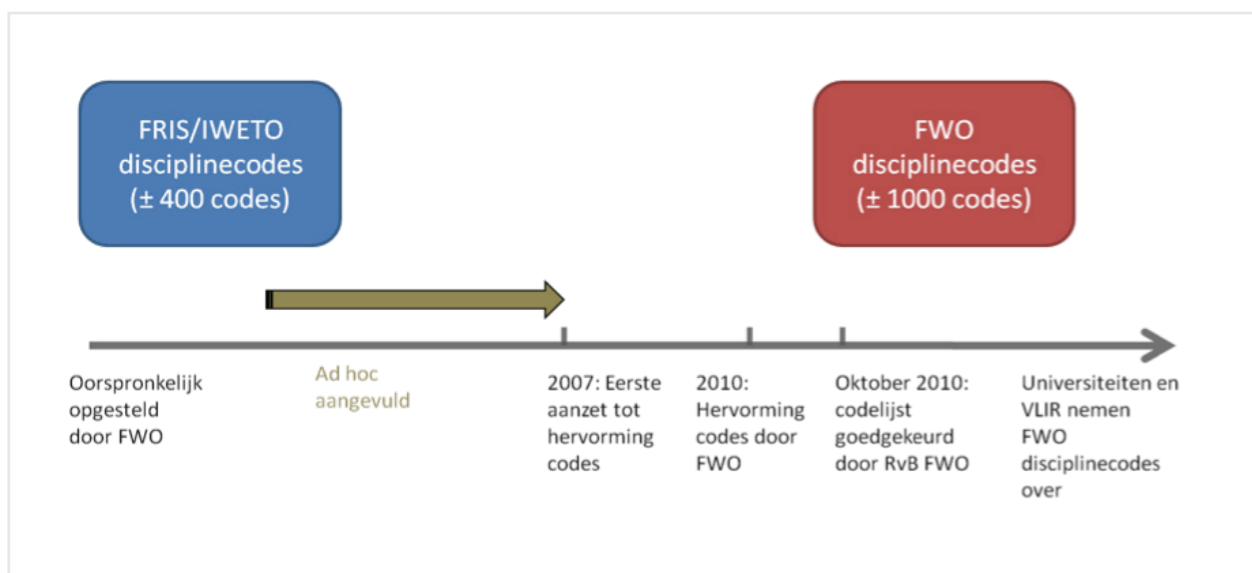 FRIS/IWETO
disciplinecodes
(± 400 codes)
FWO
disciplinecodes
(± 1000 codes)
Oorspronkelijk
opgesteld
door FWO
Ad hoc
aangevuld
2007: Eerste
aanzet tot
hervorming
codes
2010:
Hervorming
codes door
FWO
Oktober 2010:
codelijst
goedgekeurd
door RvB FWO
Universiteiten en
VLIR nemen
FWO
disciplinecodes
over